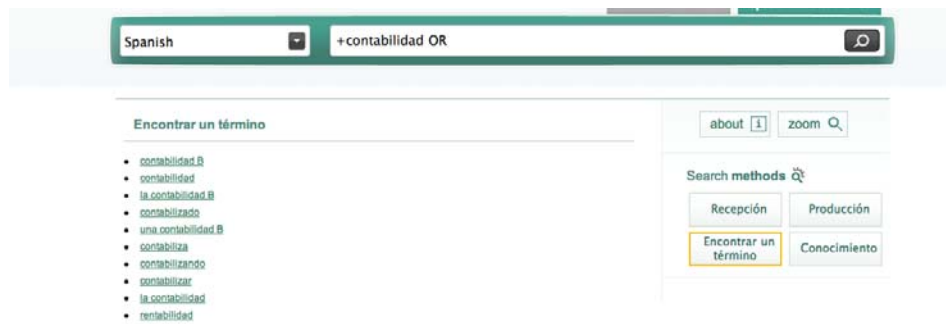 Spanish
+contabilidad OR
Encontrar un término
contabilidad B
contabilidad
la contabilidad B
contabilizado
una contabilidad B
contabiliza
contabilizando
contabilizar
la contabilidad
rentabilidad
about i zoom
Search methods
Recepción Producción
Encontrar un
término
Conocimiento